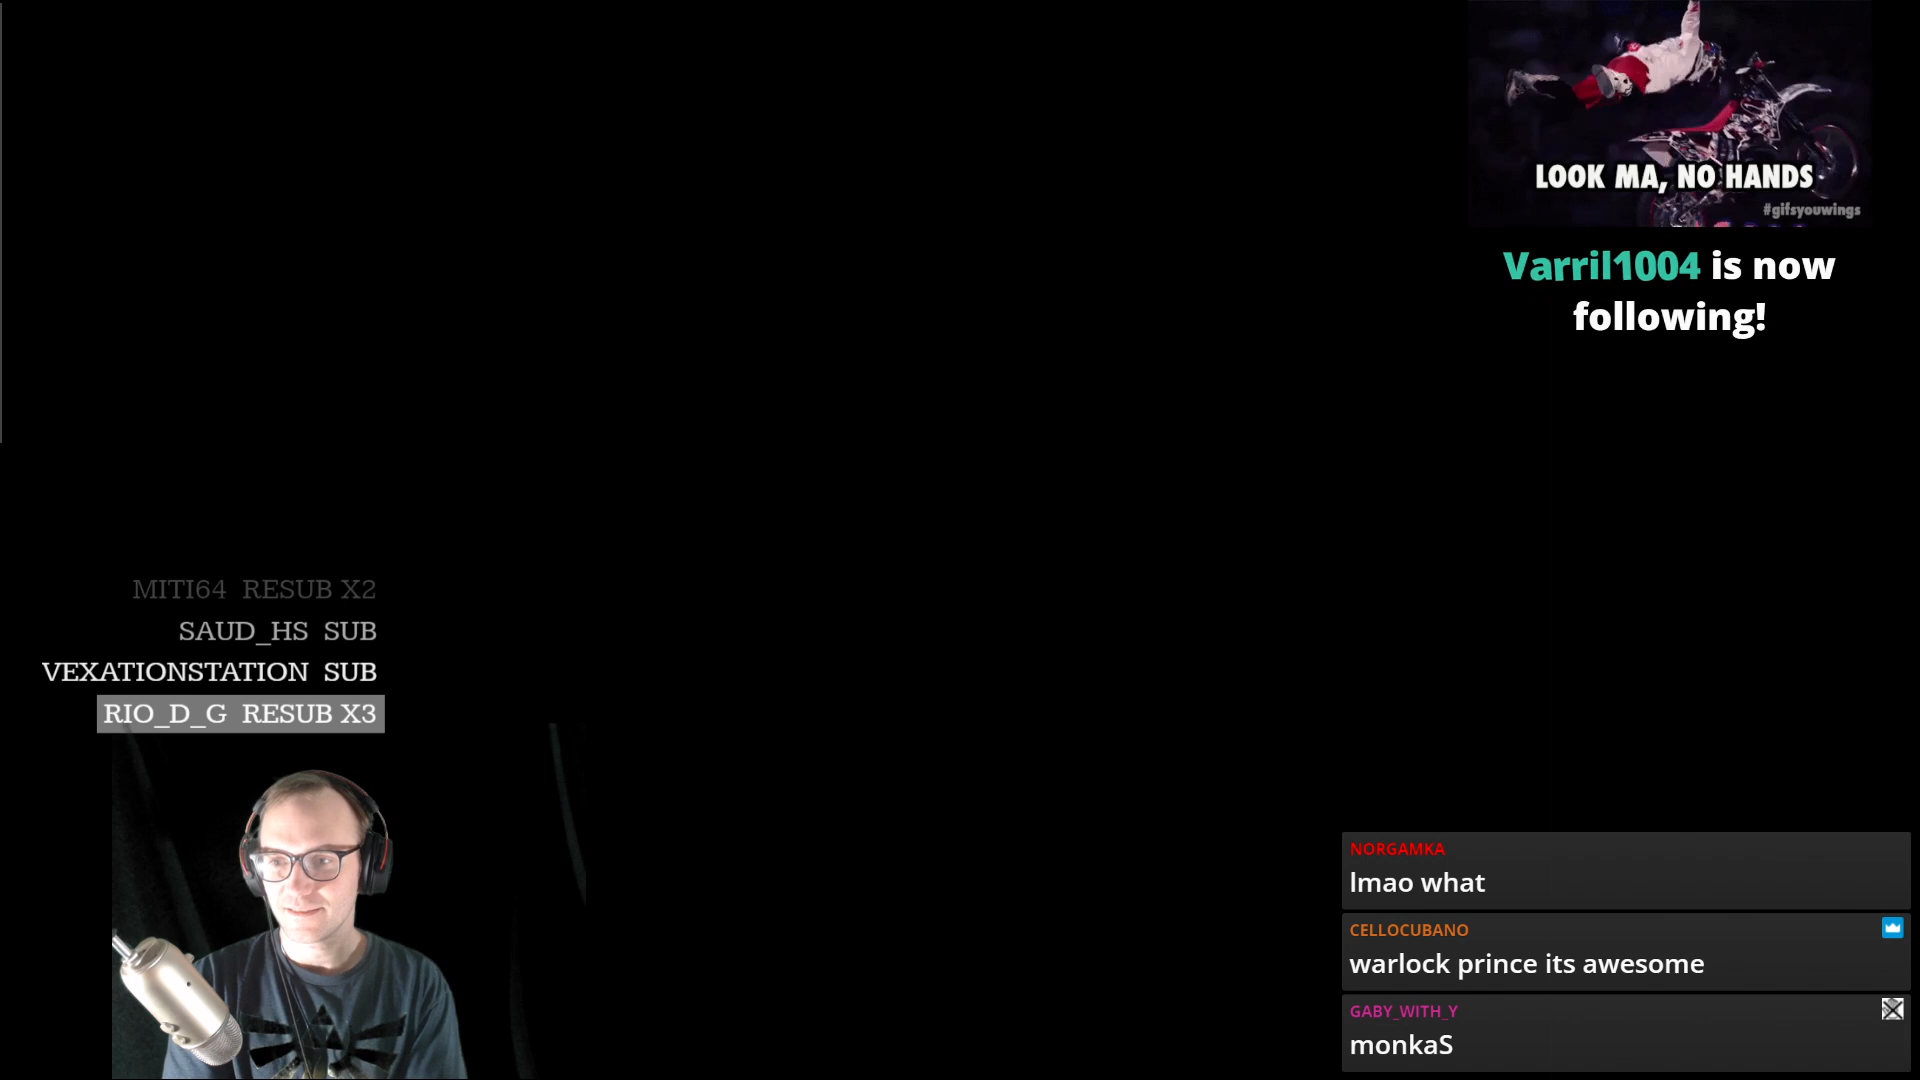 LOOK MA, NO HANDS
#gifsyouwings
Varril1004 is now
following!
MITI64 RESUB X2
SAUD_HS SUB
VEXATIONSTATION SUB
RIO_D_G RESUB X3
NORGAMKA
lmao what
CELLOCUBANO
warlock prince its awesome
GABY_WITH_Y
monkaS